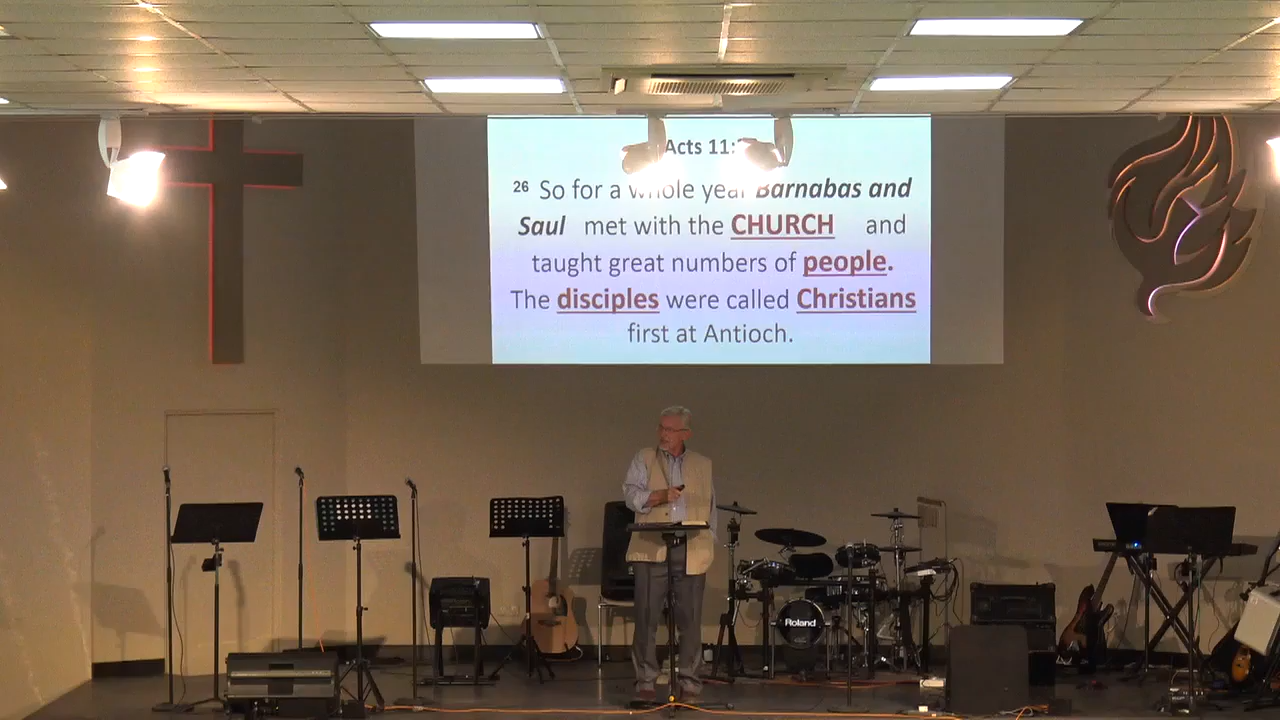 Acts 11:
26 So for a whole year Barnabas and
Saul met with the CHURCH and
taught great numbers of people.
The disciples were called Christians
first at Antioch.
Roland